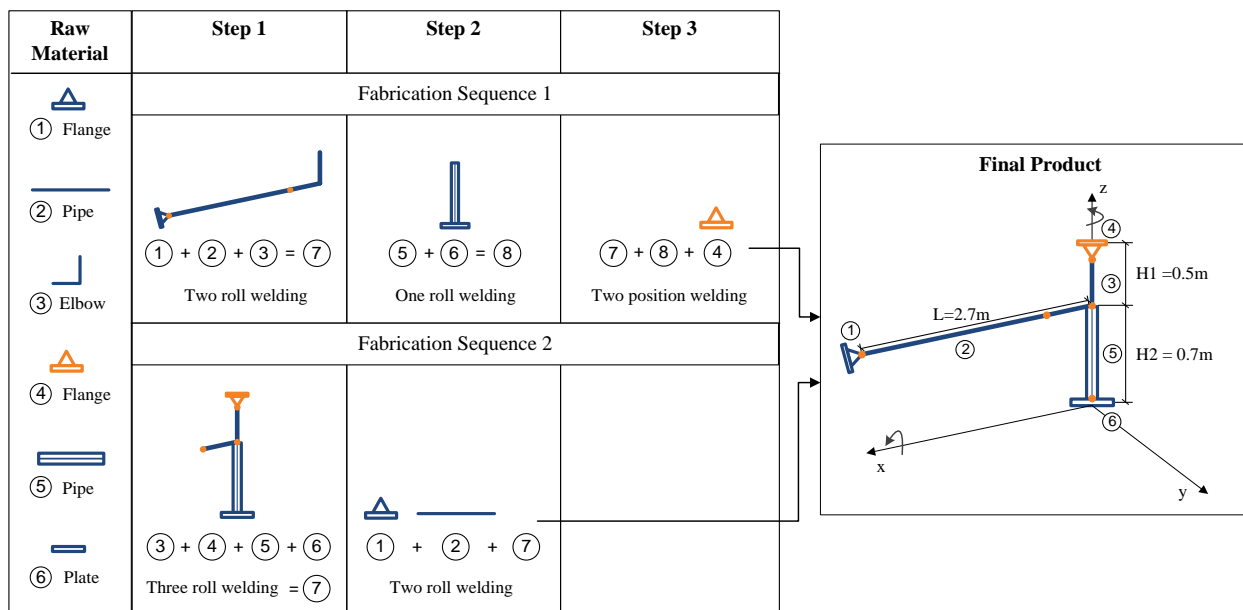 Raw
Material
Step 1
Step 2
Step 3
① Flange
② Pipe
③ Elbow
④ Flange
⑤ Pipe
⑥ Plate
Fabrication Sequence 1
① + ② + ③ = ⑦
Two roll welding
⑤ + ⑥ = ⑧
One roll welding
⑦ + ⑧ + ④
Two position welding
Fabrication Sequence 2
③ + ④ + ⑤ + ⑥
Three roll welding = ⑦
① + ② + ⑦
Two roll welding
Final Product
z
④
③
H1 =0.5m
L=2.7m
①
②
⑤
H2 = 0.7m
⑥
x
y